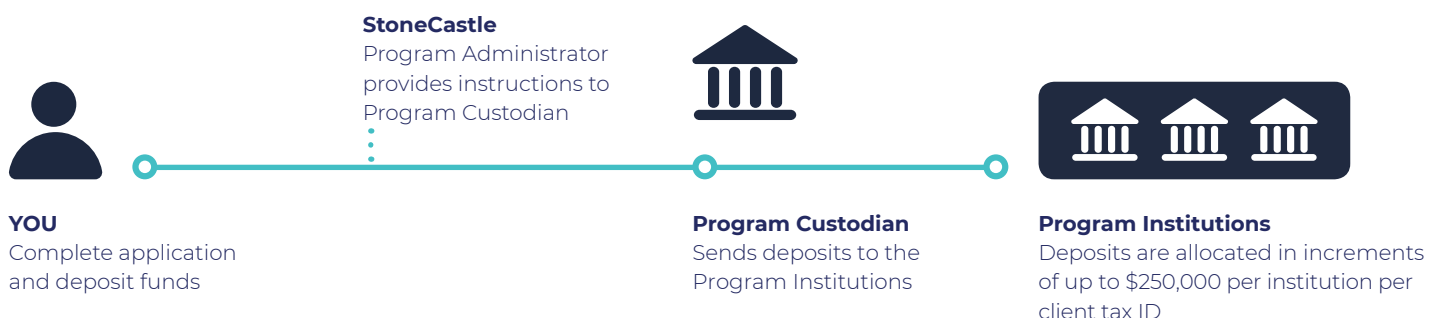 StoneCastle
Program Administrator
provides instructions to
Program Custodian
YOU
Complete application
and deposit funds
Program Custodian
Sends deposits to the
Program Institutions
Program Institutions
Deposits are allocated in increments
of up to $250,000 per institution per
client tax ID